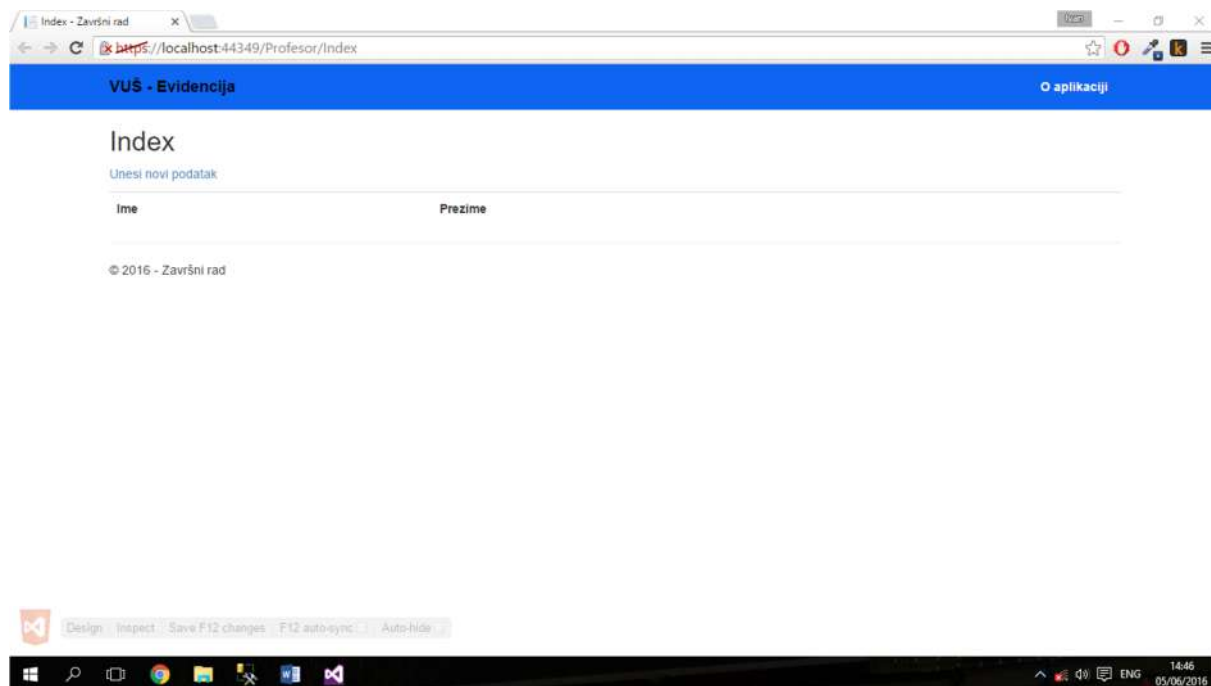 Index - Završni rad
Ivan
https://localhost:44349/Profesor/Index
VUŠ - Evidencija
O aplikaciji
Index
Unesi novi podatak
Ime Prezime
© 2016 - Završni rad
Design Inspect Save F12 changes F12 auto-sync Auto-hide
ENG
14:46
05/06/2016